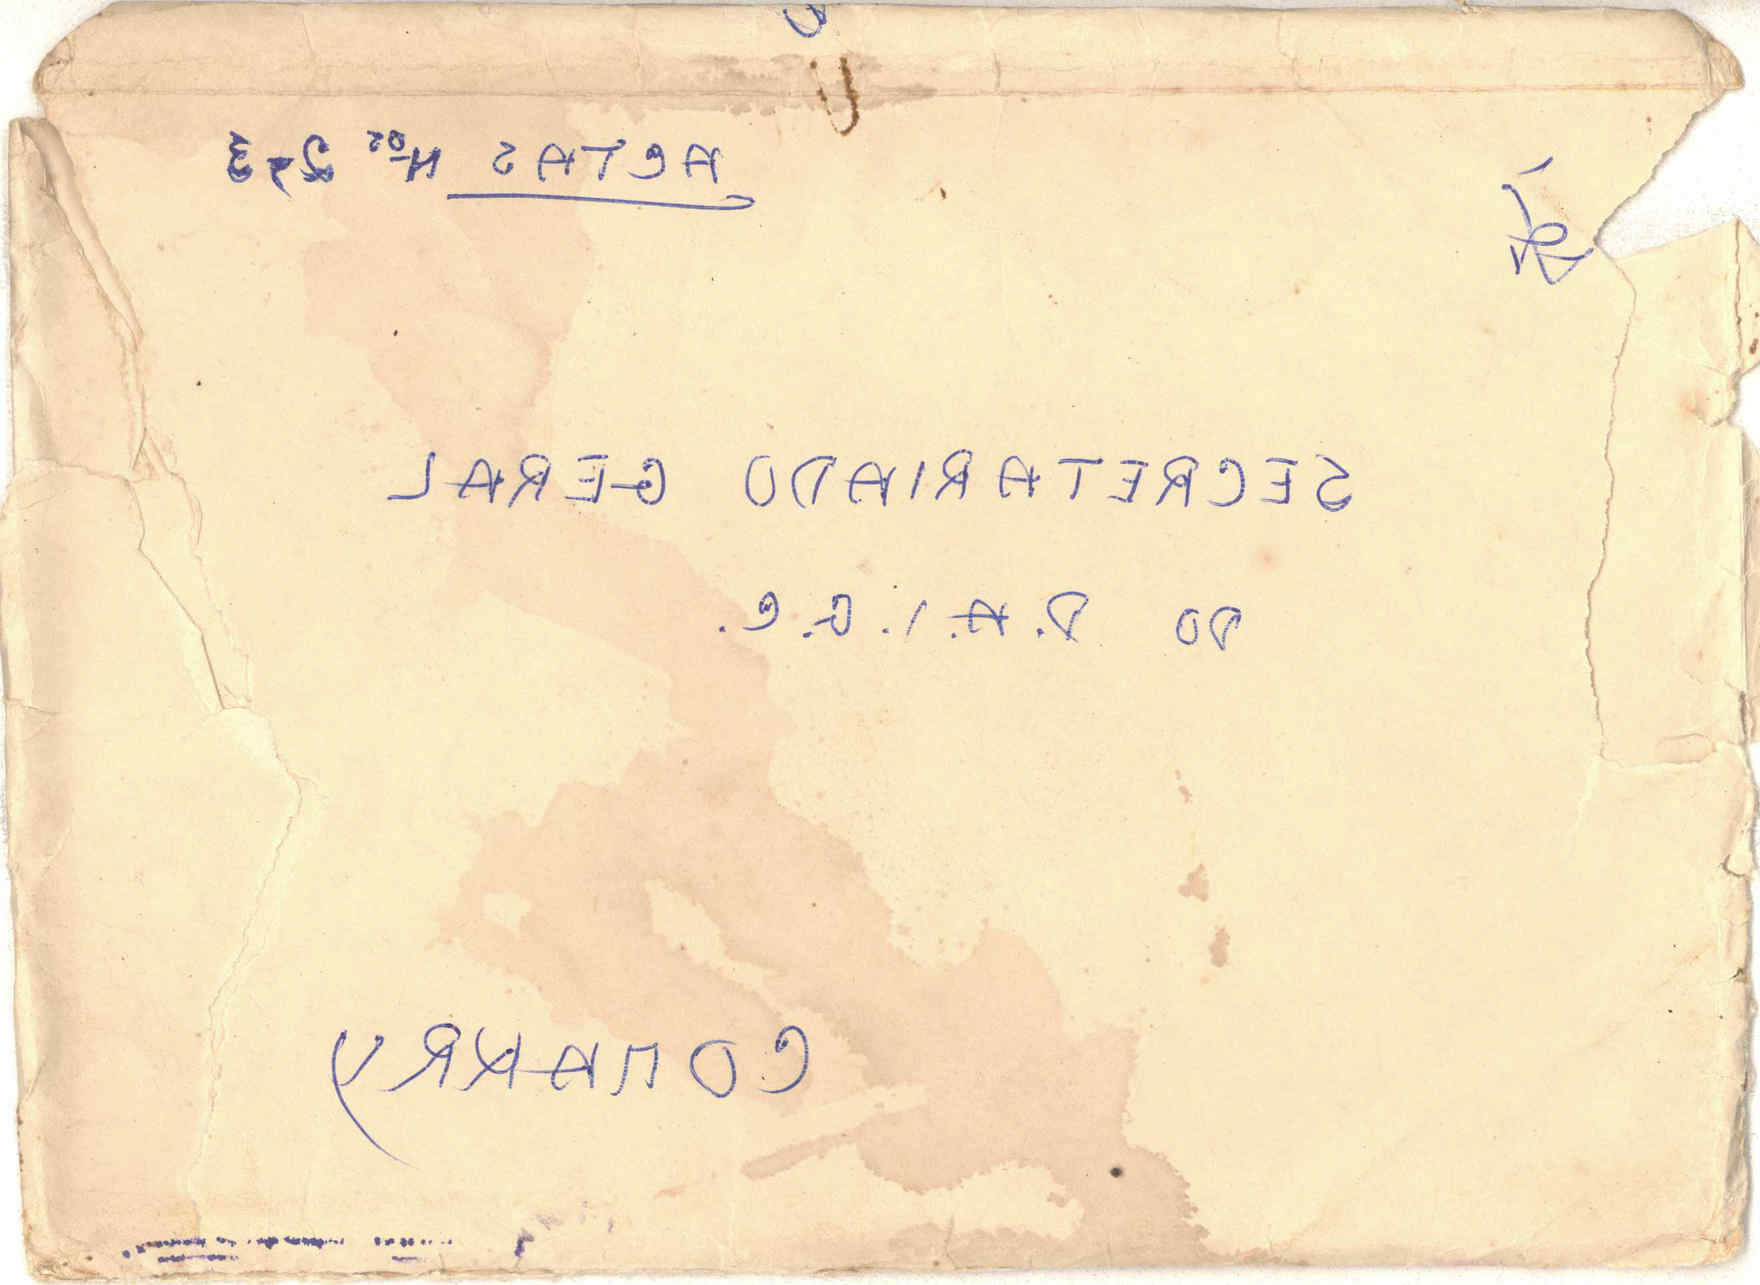 ACTAS Nos 2 e 3
SECRETARIADO GERAL
DO P.A.I.G.C.
CONAKRY